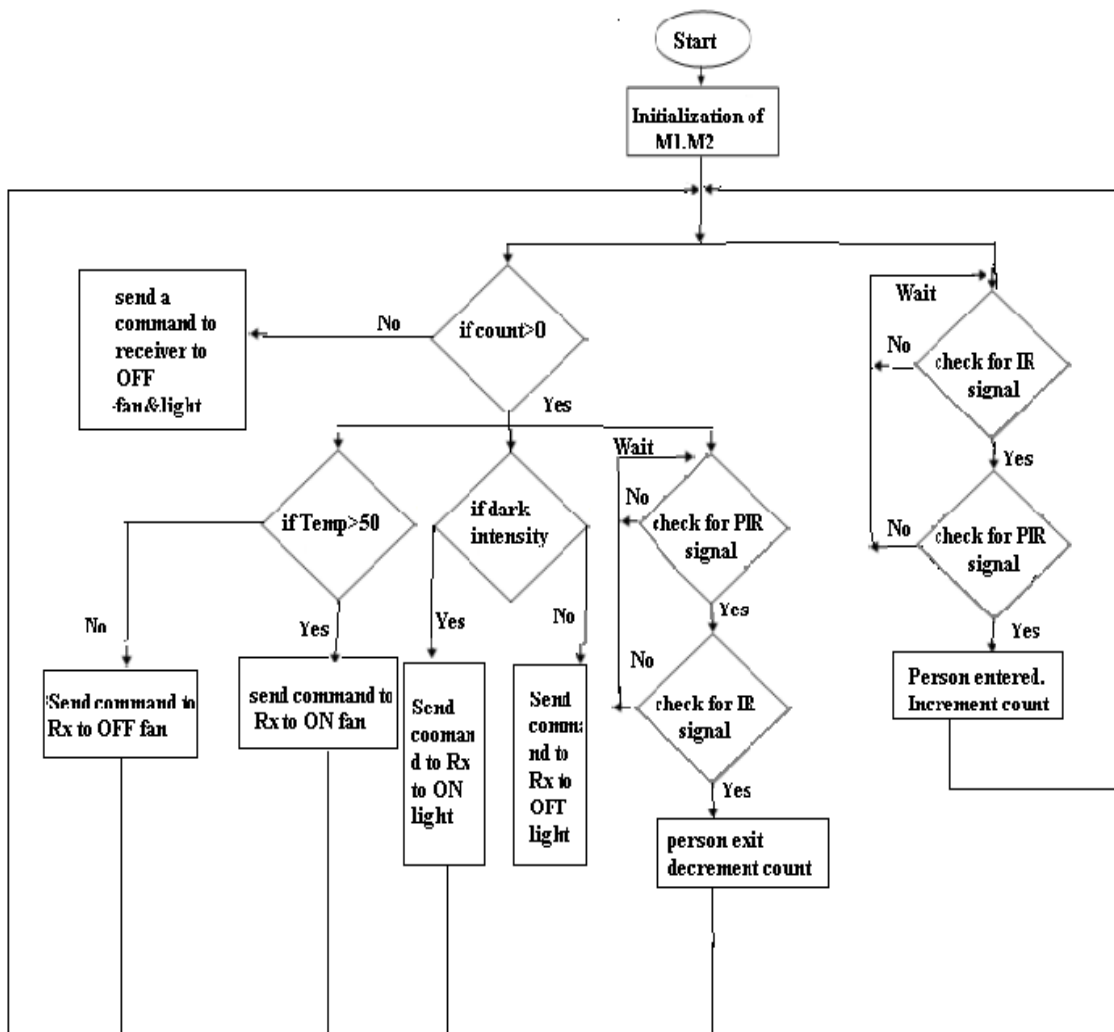 Start
Initialization of
M1.M2
send a
command to
receiver to
OFF
-fan&light
No
if count>0
Yes
Wait
No
check for IR
signal
Yes
No
check for PIR
signal
Yes
Person entered.
Increment count
if Temp>50
No
Yes
Send command to
Rx to OFF fan
send command to
Rx to ON fan
if dark
intensity
Yes
No
Send
cooman
d to Rx
to ON
light
Send
comma
nd to
Rx to
OFF
light
Wait
No
check for PIR
signal
Yes
No
check for IR
signal
Yes
person exit
decrement count